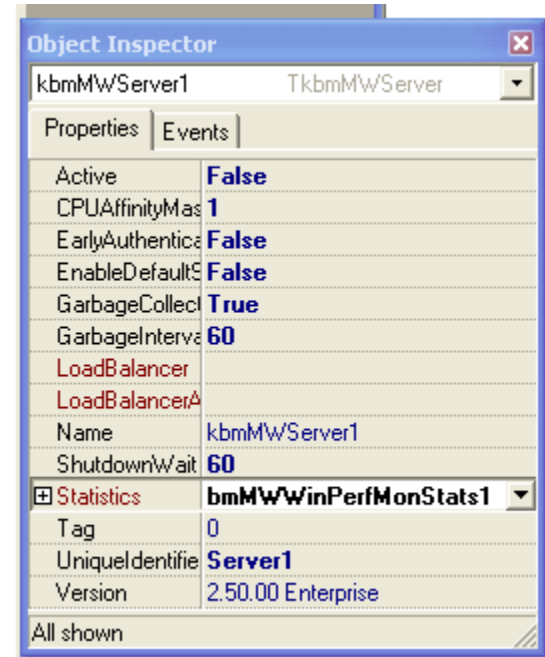 Object Inspector
kbmMWServer1 TkbmMWServer
Properties Events
Active False
CPUAffinityMas 1
EarlyAuthentica False
EnableDefaultS False
GarbageCollect True
GarbageInterva 60
LoadBalancer
LoadBalancerA
Name kbmMWServer1
ShutdownWait 60
Statistics bmMWWinPerfMonStats1
Tag 0
UniqueIdentifie Server1
Version 2.50.00 Enterprise
All shown